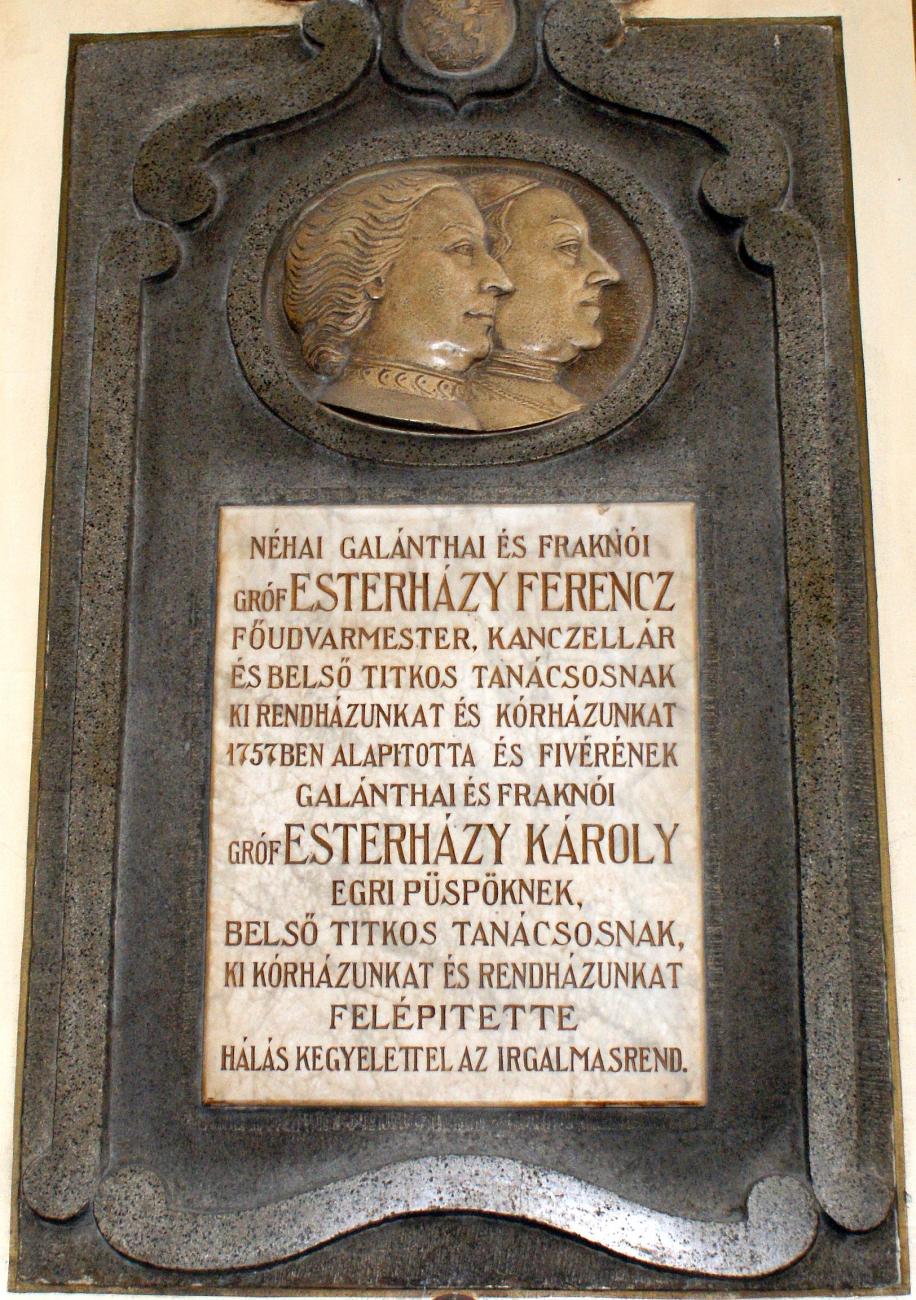 NÉHAI GALÁNTHAI ÉS FRAKNÓI
GRÓF ESTERHÁZY FERENCZ
FŐUDVARMESTER, KANCZELLÁR
ÉS BELSŐ TITKOS TANÁCSOSNAK
KI RENDHÁZUNKAT ÉS KÓRHÁZUNKAT
1757BEN ALAPITOTTA ÉS FIVÉRÉNEK
GALÁNTHAI ÉS FRAKNÓI
GRÓF ESTERHÁZY KÁROLY
EGRI PÜSPÖKNEK,
BELSŐ TITKOS TANÁCSOSNAK,
KI KÓRHÁZUNKAT ÉS RENDHÁZUNKAT
FELÉPITETTE
HÁLÁS KEGYELETTEL AZ IRGALMASREND.